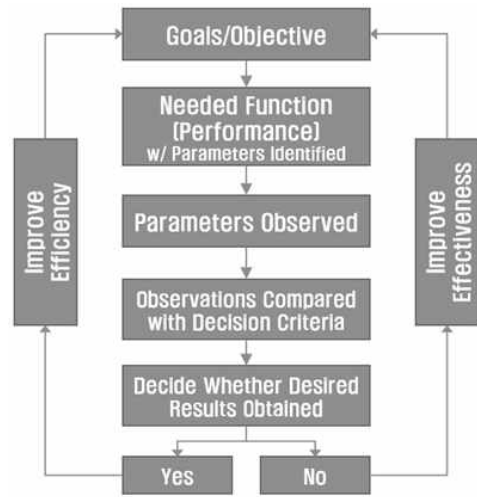 Goals/Objective
Needed Function
(Performance)
w/ Parameters Identified
Parameters Observed
Observations Compared
with Decision Criteria
Decide Whether Desired
Results Obtained
Yes
No
Improve
Efficiency
Improve
Effectiveness